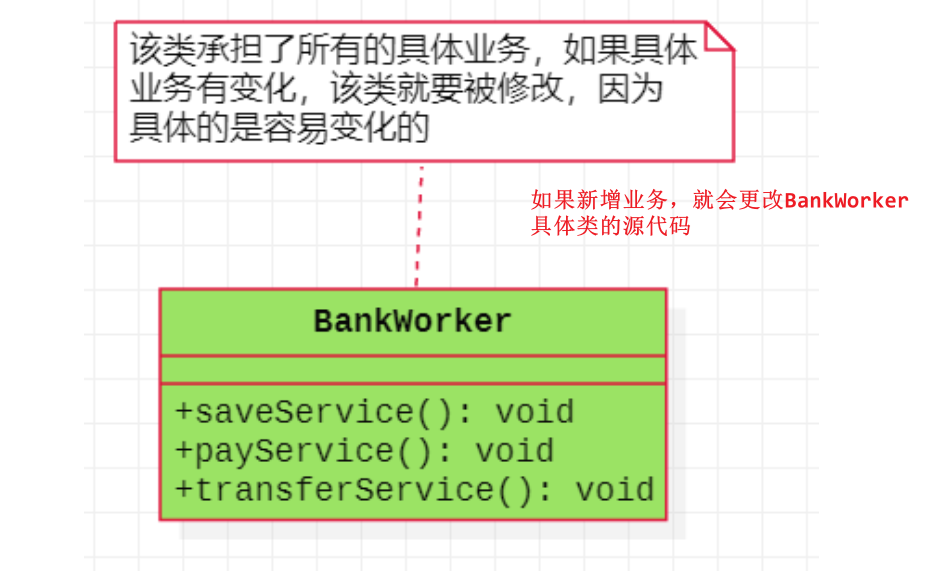 该类承担了所有的具体业务，如果具体
业务有变化，该类就要被修改，因为
具体的是容易变化的
如果新增业务，就会更改BankWorker
具体类的源代码
BankWorker
+saveService(): void
+payService(): void
+transferService(): void